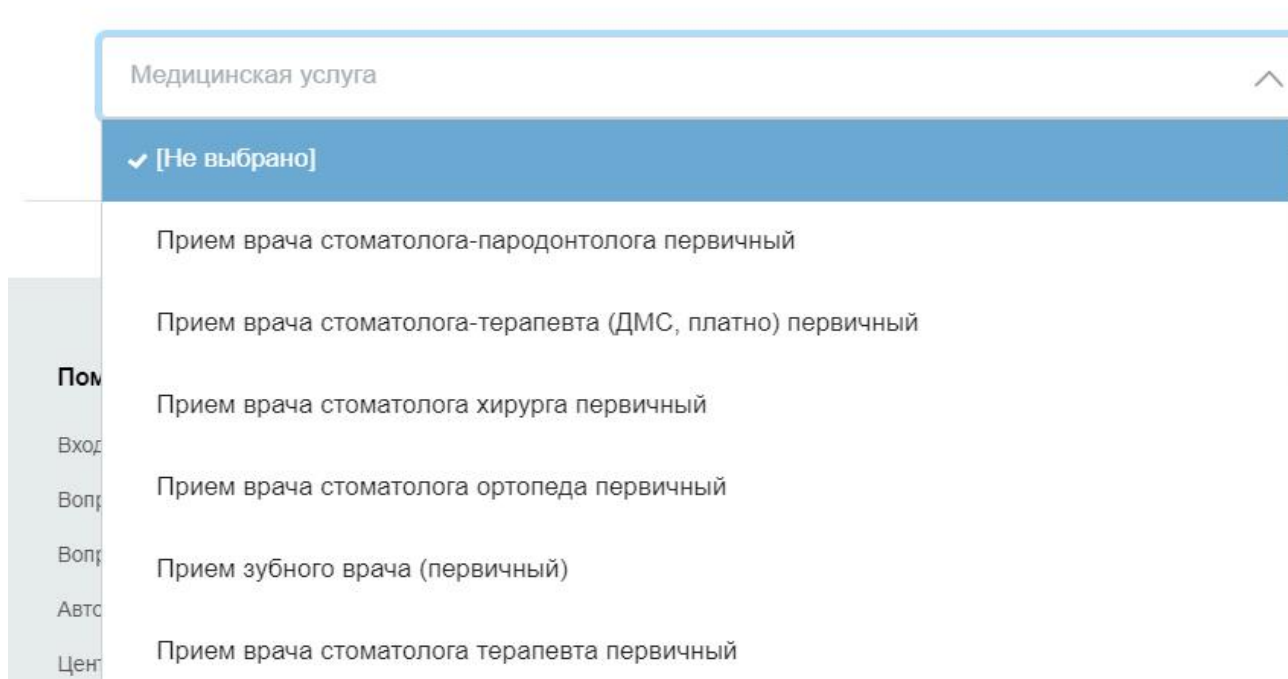 Медицинская услуга
[Не выбрано]
Прием врача стоматолога-пародонтолога первичный
Прием врача стоматолога-терапевта (ДМС, платно) первичный
Прием врача стоматолога хирурга первичный
Прием врача стоматолога ортопеда первичный
Прием зубного врача (первичный)
Прием врача стоматолога терапевта первичный